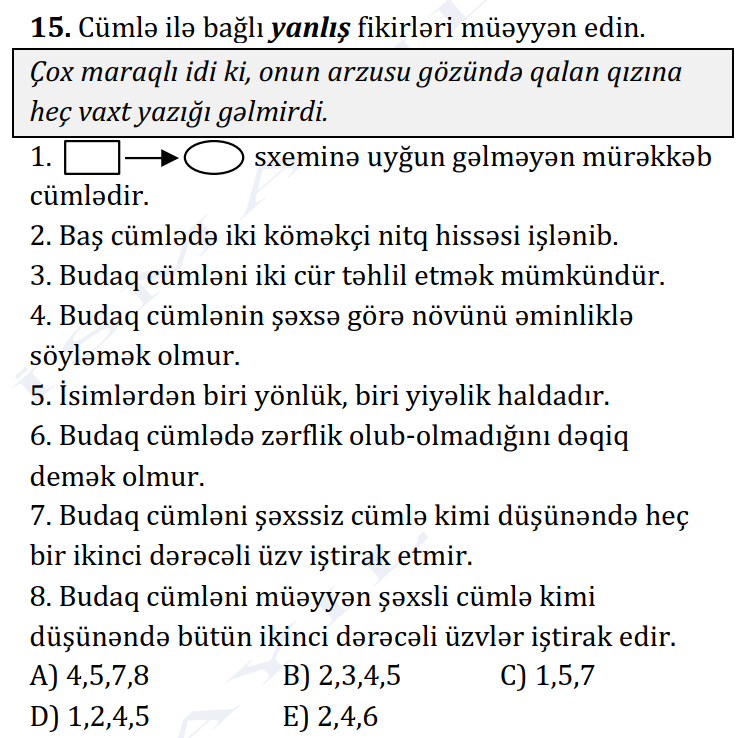 15. Cümlə ilə bağlı yanlış fikirləri müəyyən edin.
Çox maraqlı idi ki, onun arzusu gözündə qalan qızına
heç vaxt yazığı gəlmirdi.
1. sxeminə uyğun gəlməyən mürəkkəb
cümlədir.
2. Baş cümlədə iki köməkçi nitq hissəsi işlənib.
3. Budaq cümləni iki cür təhlil etmək mümkündür.
4. Budaq cümlənin şəxsə görə növünü əminliklə
söyləmək olmur.
5. İsimlərdən biri yönlük, biri yiyəlik haldadır.
6. Budaq cümlədə zərflik olub-olmadığını dəqiq
demək olmur.
7. Budaq cümləni şəxssiz cümlə kimi düşünəndə heç
bir ikinci dərəcəli üzv iştirak etmir.
8. Budaq cümləni müəyyən şəxsli cümlə kimi
düşünəndə bütün ikinci dərəcəli üzvlər iştirak edir.
A) 4,5,7,8 B) 2,3,4,5 C) 1,5,7
D) 1,2,4,5 E) 2,4,6